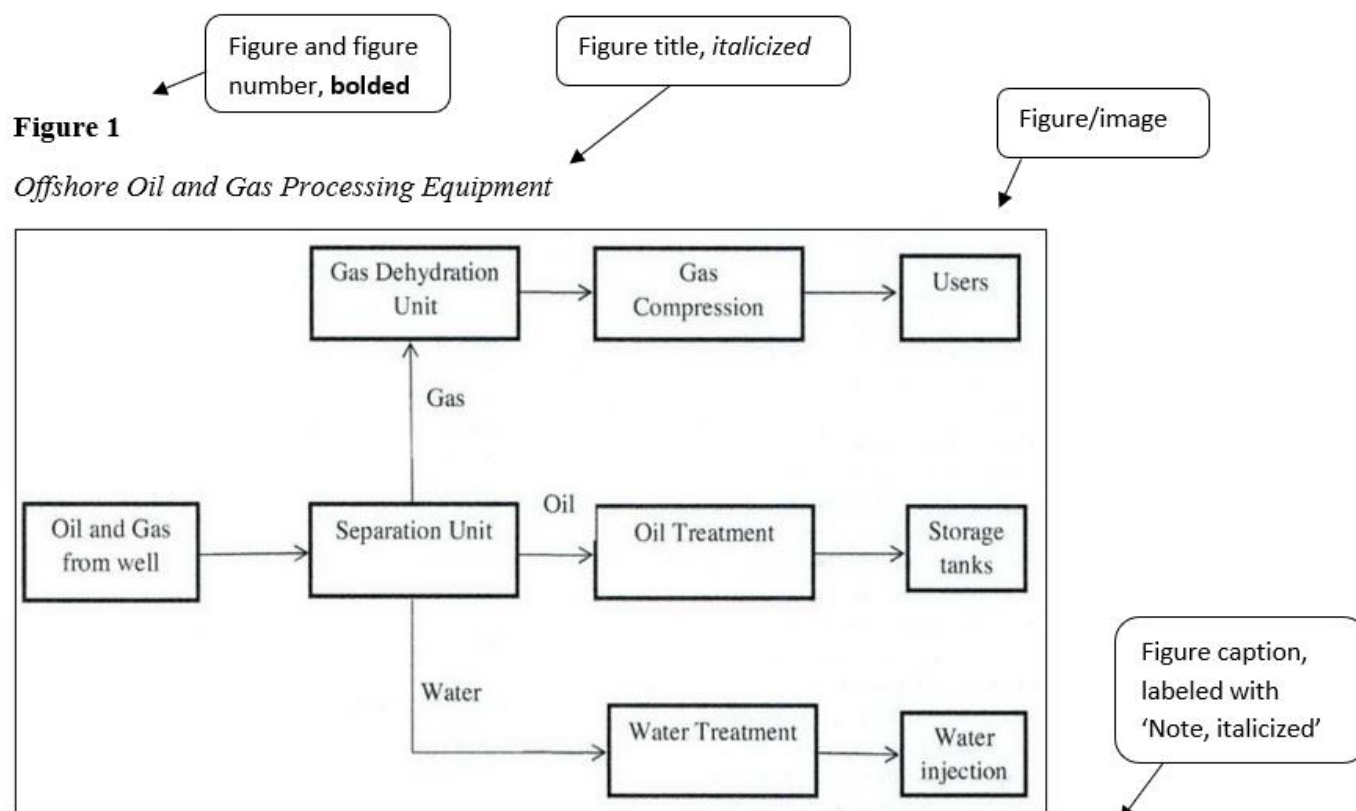 Figure and figure
number, bolded
Figure title, italicized
Figure/image
Figure 1
Offshore Oil and Gas Processing Equipment
Gas Dehydration
Unit
Gas
Compression
Users
Gas
Oil and Gas
from well
Separation Unit
Oil
Oil Treatment
Storage
tanks
Water
Water Treatment
Water
injection
Figure caption,
labeled with
‘Note, italicized’